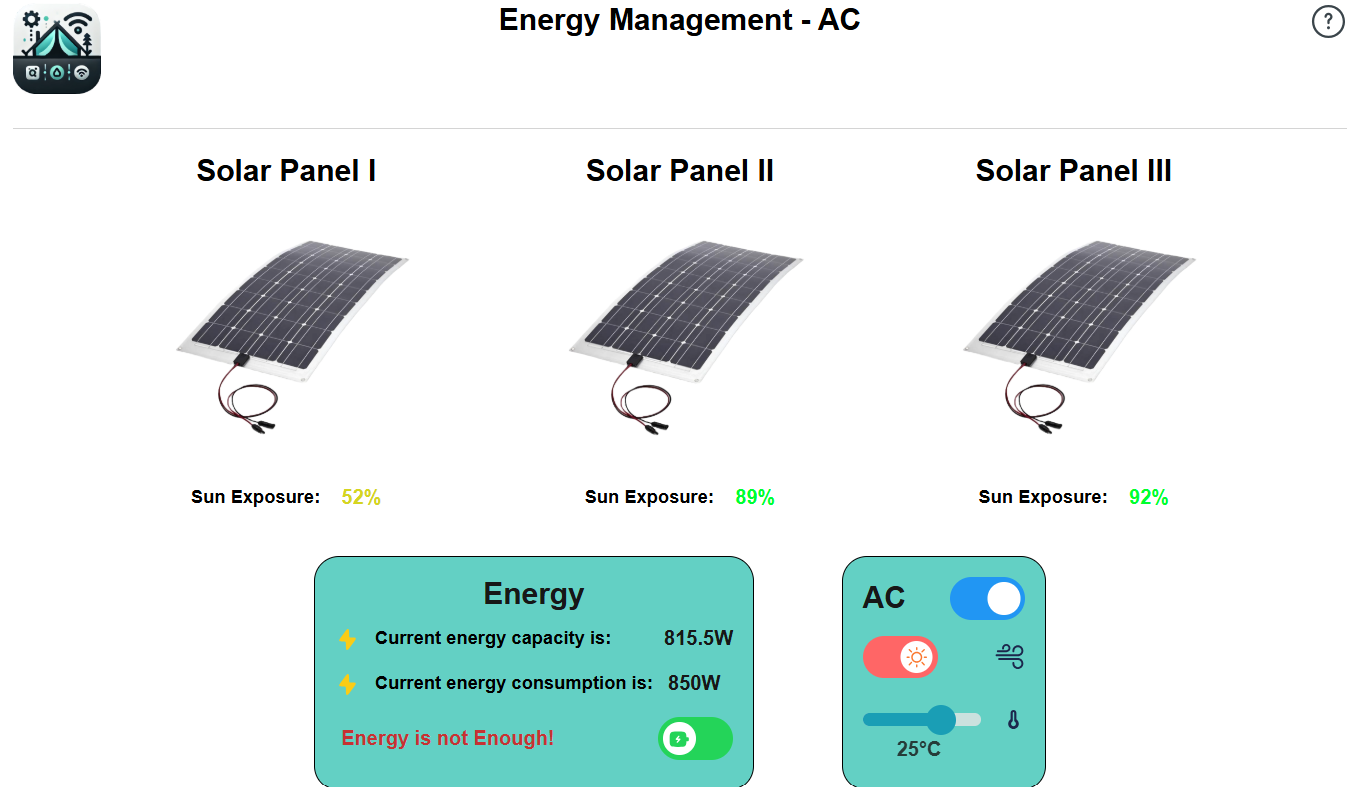 Energy Management - AC
?
Solar Panel I
Solar Panel II
Solar Panel III
Sun Exposure: 52%
Sun Exposure: 89%
Sun Exposure: 92%
Energy
Current energy capacity is: 815.5W
Current energy consumption is: 850W
Energy is not Enough!
AC
25°C